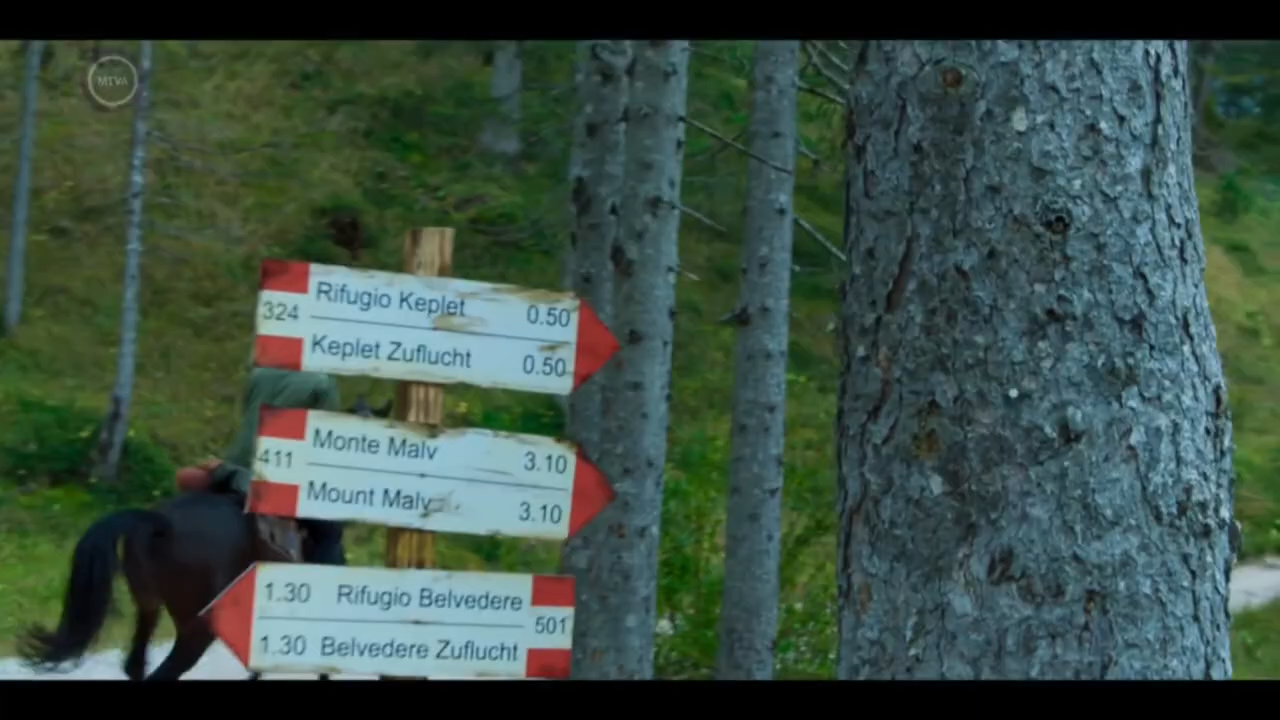 MTVA
324
Rifugio Keplet 0.50
Keplet Zuflucht 0.50
411
Monte Malv 3.10
Mount Malv 3.10
1.30 Rifugio Belvedere
501
1.30 Belvedere Zuflucht